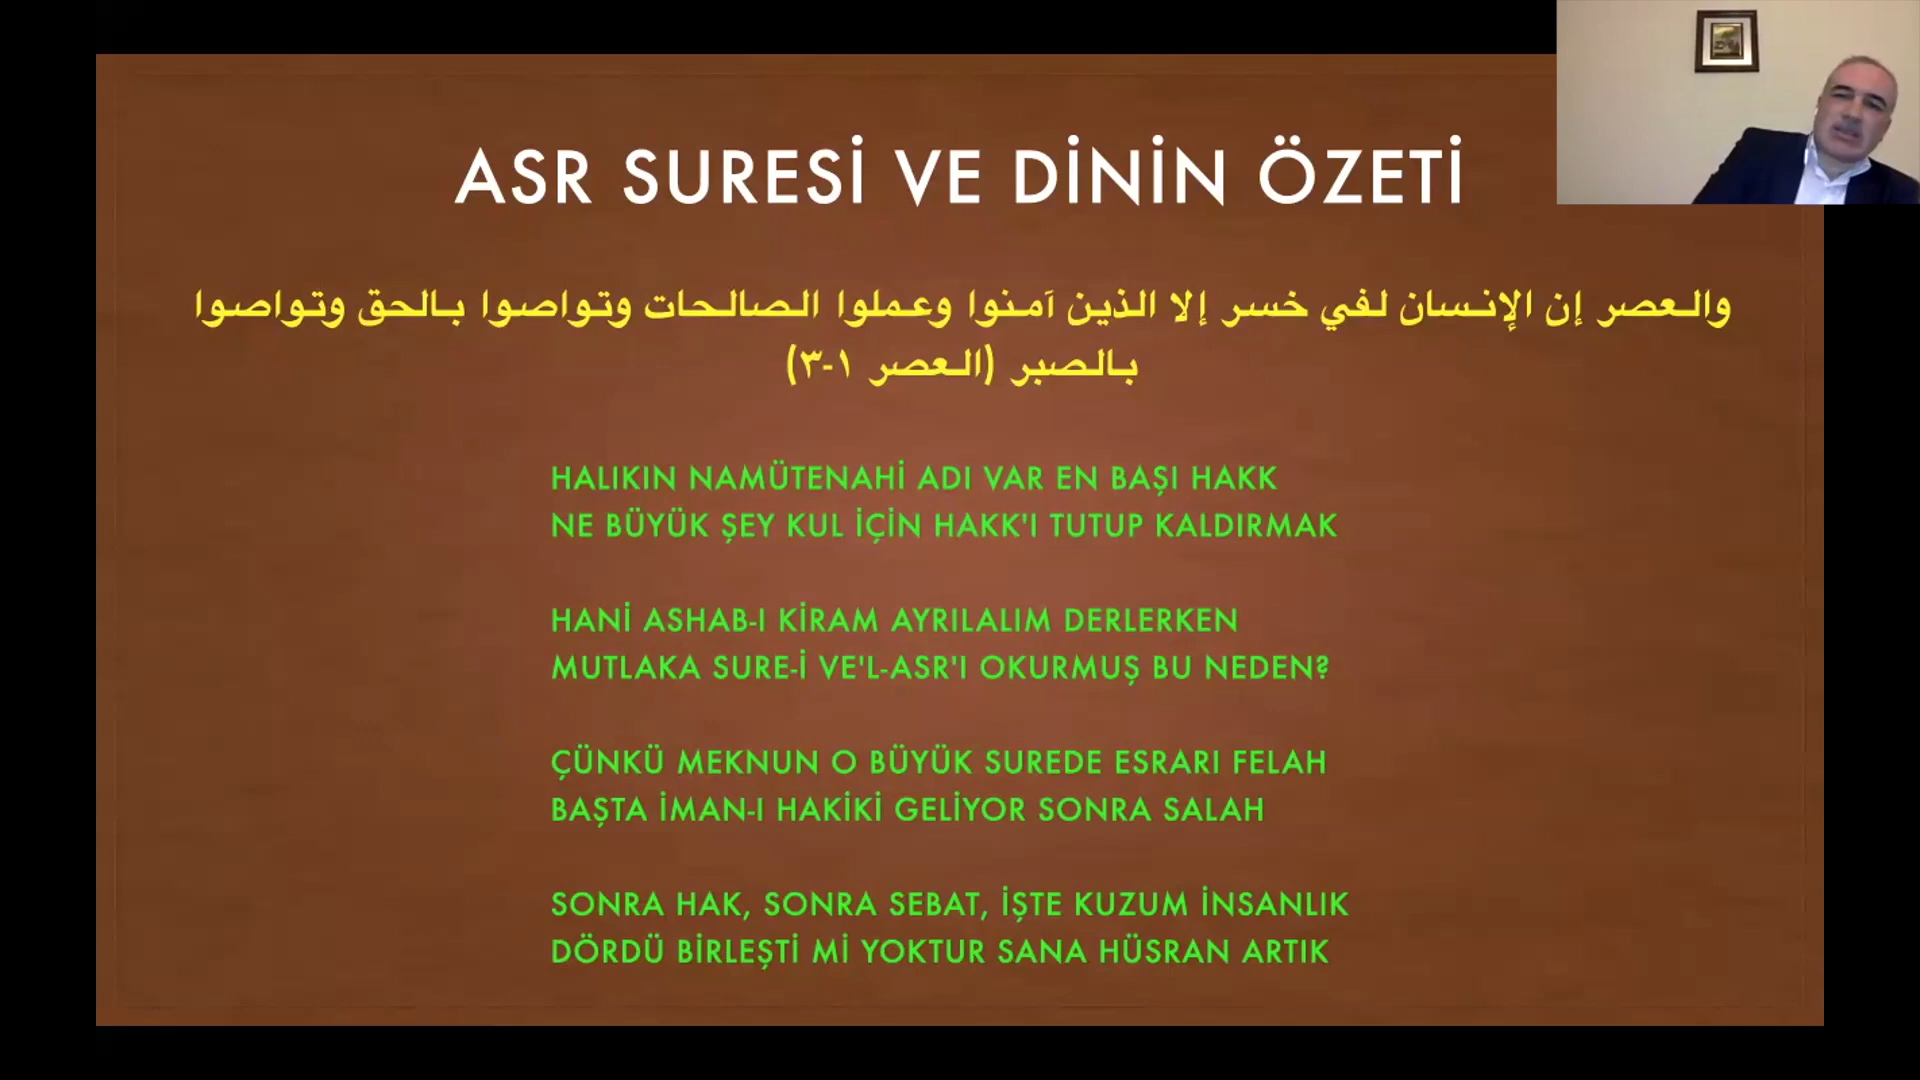 ASR SURESİ VE DİNİN ÖZETİ
والعصر إن الإنسان لفي خسر إلا الذين آمنوا وعملوا الصالحات وتواصوا بالحق وتواصوا
بالصبر (العصر ١-٣)
HALIKIN NAMÜTENAHİ ADI VAR EN BAŞI HAKK
NE BÜYÜK ŞEY KUL İÇİN HAKK'I TUTUP KALDIRMAK
HANİ ASHAB-I KİRAM AYRILALIM DERLERKEN
MUTLAKA SURE-İ VE'L-ASR'I OKURMUŞ BU NEDEN?
ÇÜNKÜ MEKNUN O BÜYÜK SUREDE ESRARI FELAH
BAŞTA İMAN-I HAKİKİ GELİYOR SONRA SALAH
SONRA HAK, SONRA SEBAT, İŞTE KUZUM İNSANLIK
DÖRDÜ BİRLEŞTİ Mİ YOKTUR SANA HÜSRAN ARTIK